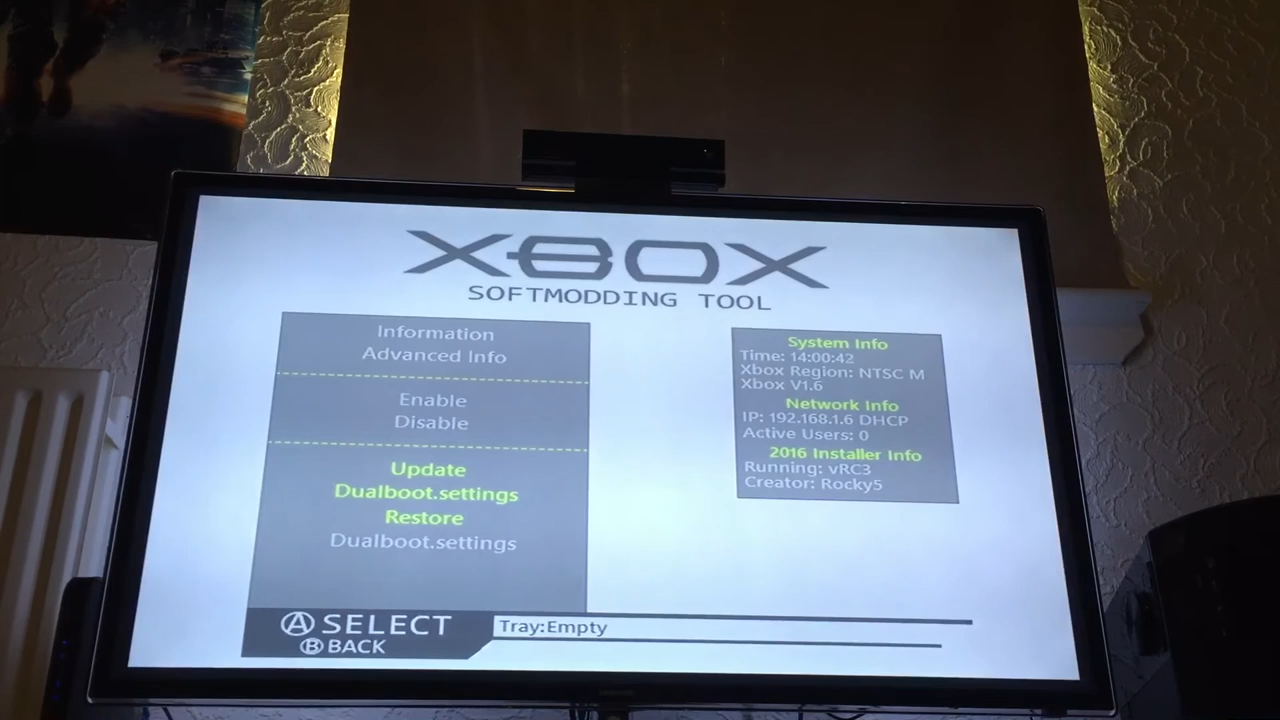 XBOX
SOFTMODDING TOOL
Information
Advanced Info
Enable
Disable
Update
Dualboot.settings
Restore
Dualboot.settings
System Info
Time: 14:00:42
Xbox Region: NTSC M
Xbox V1.6
Network Info
IP: 192.168.1.6 DHCP
Active Users: 0
2016 Installer Info
Running: vRC3
Creator: Rocky5
A SELECT
B BACK
Tray:Empty